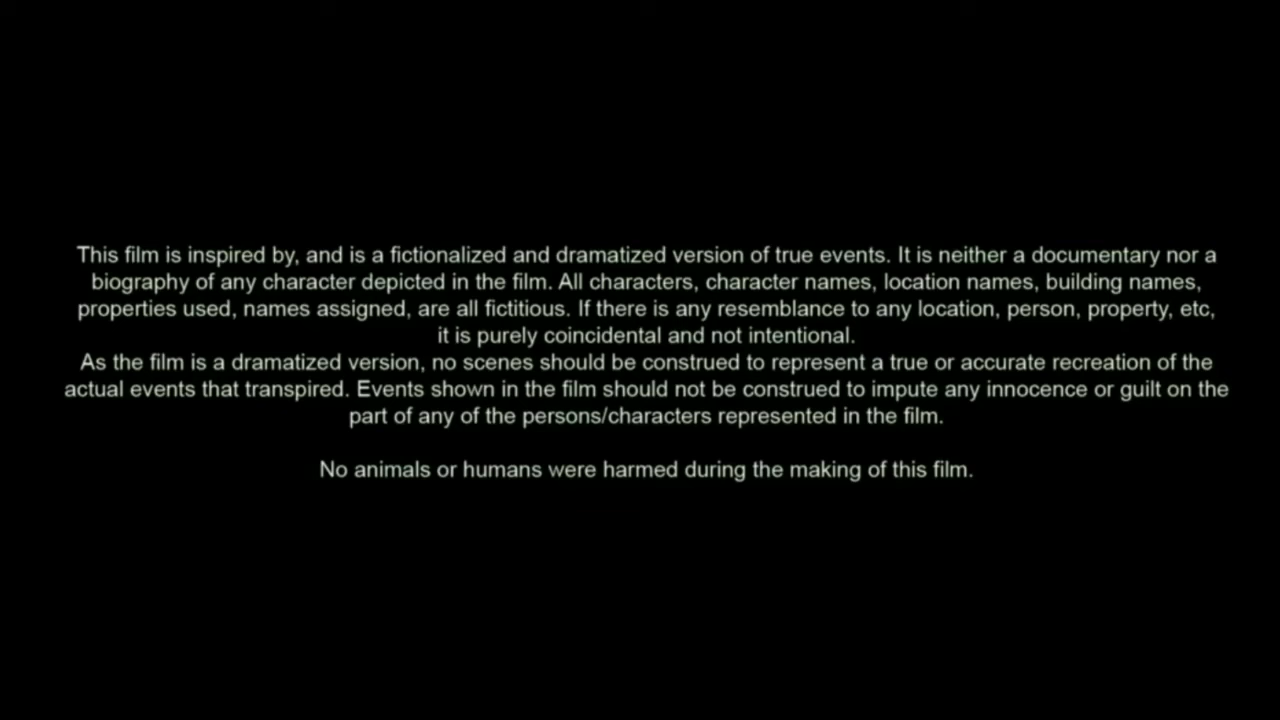 This film is inspired by, and is a fictionalized and dramatized version of true events. It is neither a documentary nor a
biography of any character depicted in the film. All characters, character names, location names, building names,
properties used, names assigned, are all fictitious. If there is any resemblance to any location, person, property, etc,
it is purely coincidental and not intentional.
As the film is a dramatized version, no scenes should be construed to represent a true or accurate recreation of the
actual events that transpired. Events shown in the film should not be construed to impute any innocence or guilt on the
part of any of the persons/characters represented in the film.
No animals or humans were harmed during the making of this film.